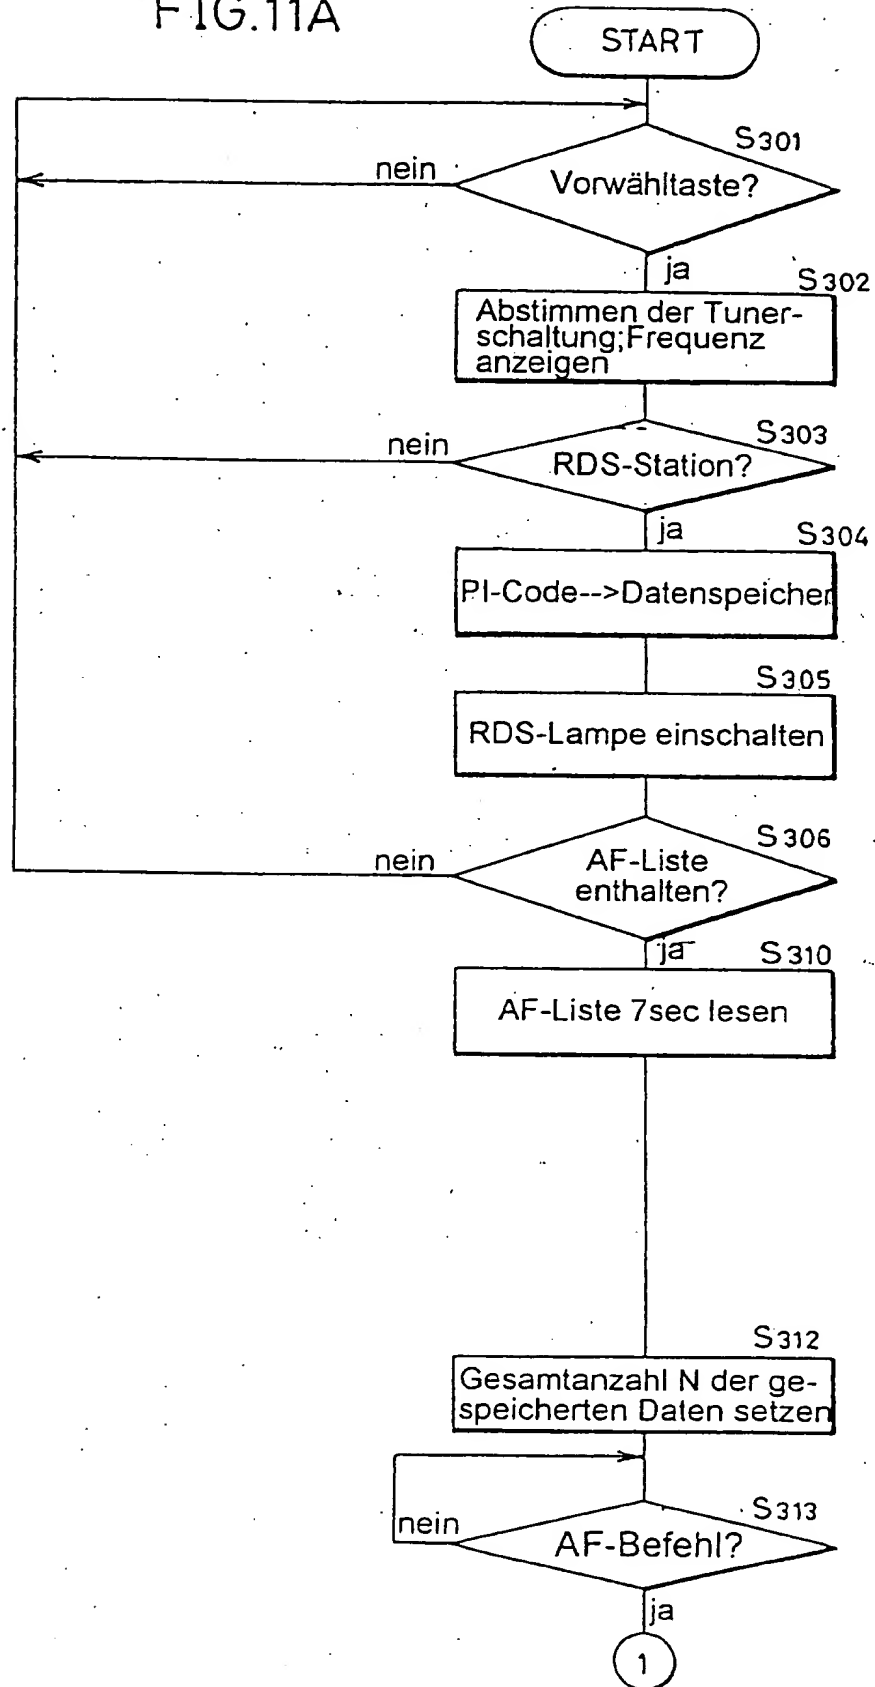 FIG.11A
START
S301
nein
Vorwähltaste?
ja
S302
Abstimmen der Tuner-
schaltung;Frequenz
anzeigen
S303
nein
RDS-Station?
ja
S304
PI-Code-->Datenspeicher
S305
RDS-Lampe einschalten
S306
nein
AF-Liste
enthalten?
ja
S310
AF-Liste 7sec lesen
S312
Gesamtanzahl N der ge-
speicherten Daten setzen
S313
nein
AF-Befehl?
ja
1